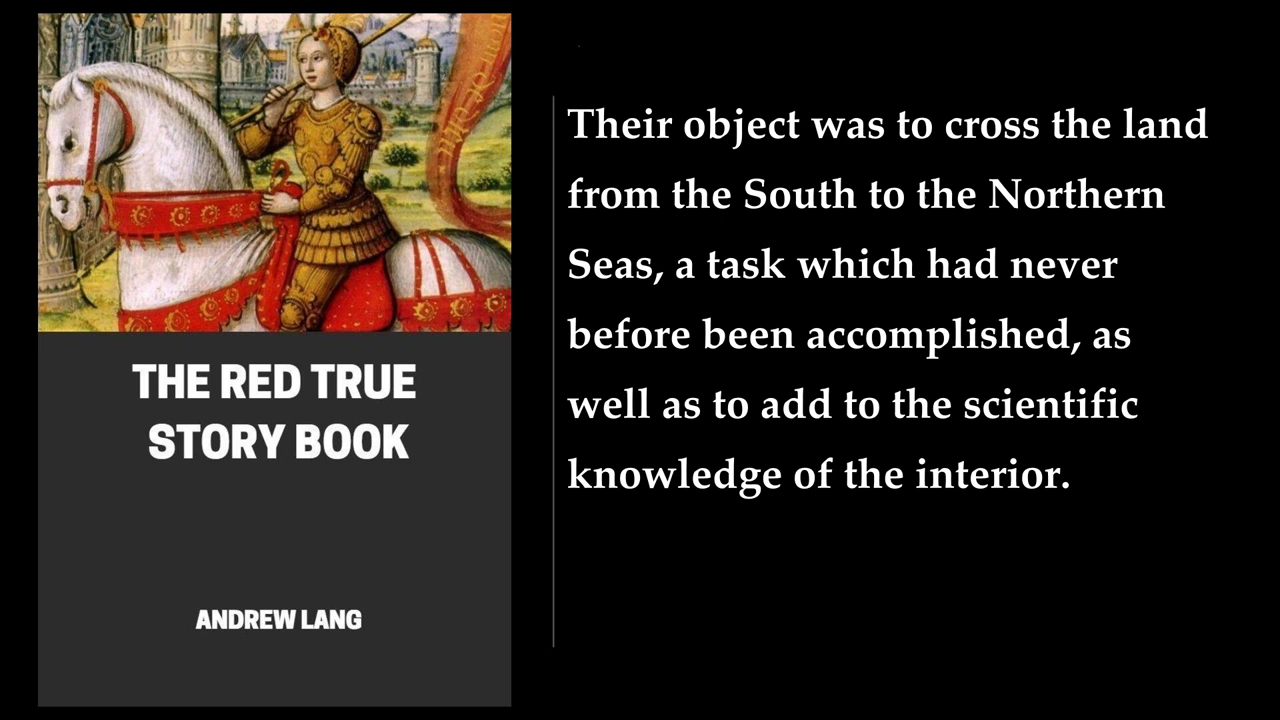 THE RED TRUE
STORY BOOK
ANDREW LANG
Their object was to cross the land
from the South to the Northern
Seas, a task which had never
before been accomplished, as
well as to add to the scientific
knowledge of the interior.